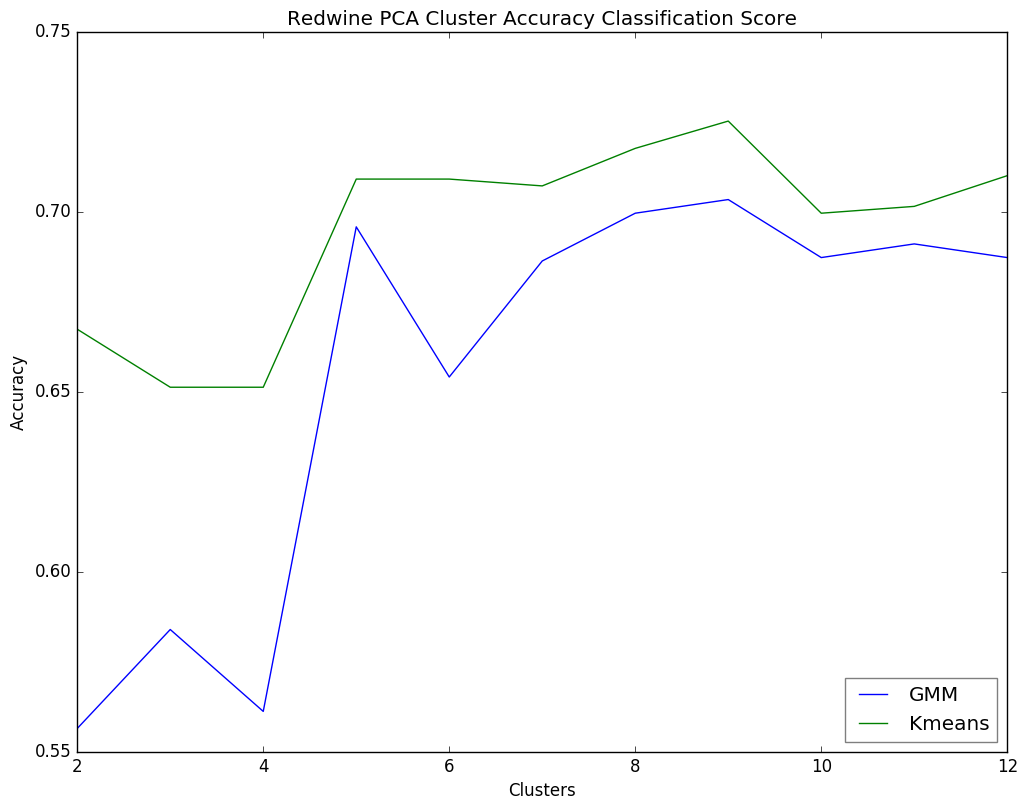 Redwine PCA Cluster Accuracy Classification Score
0.75
0.70
0.65
0.60
0.55
Accuracy
2 4 6 8 10 12
Clusters
GMM
Kmeans